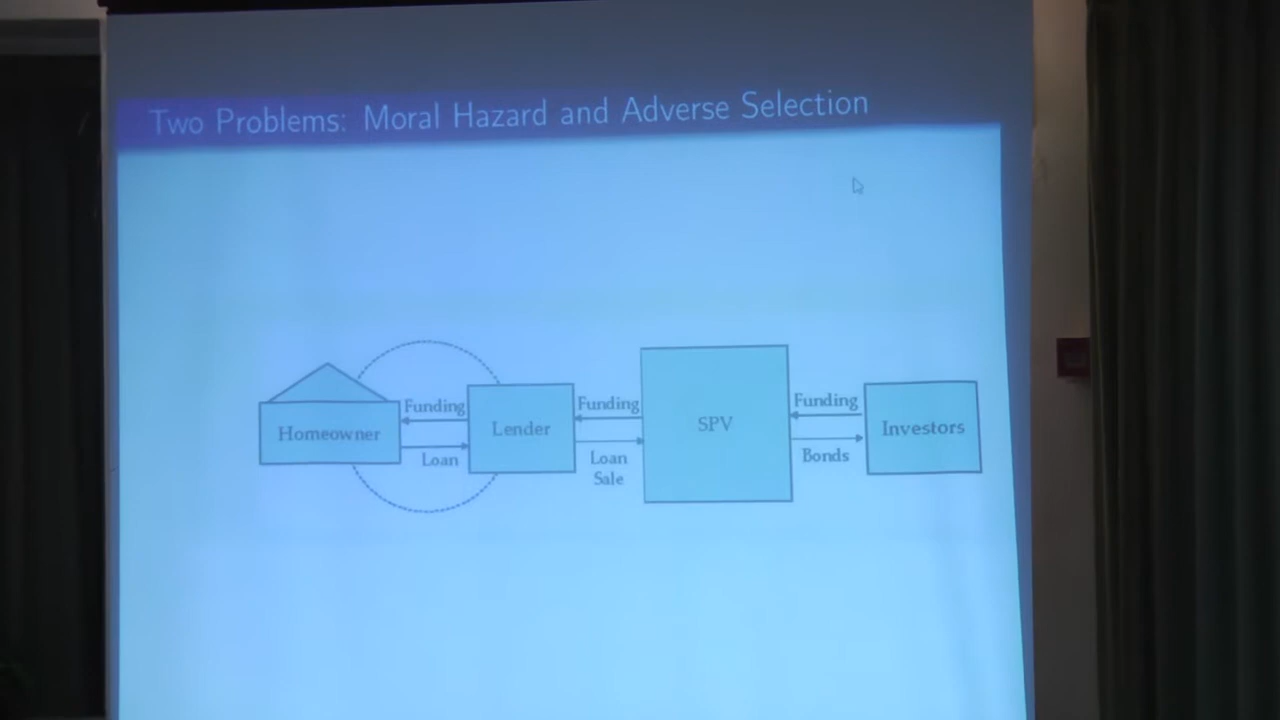 Two Problems: Moral Hazard and Adverse Selection
Homeowner
Funding
Loan
Lender
Funding
Loan
Sale
SPV
Funding
Bonds
Investors